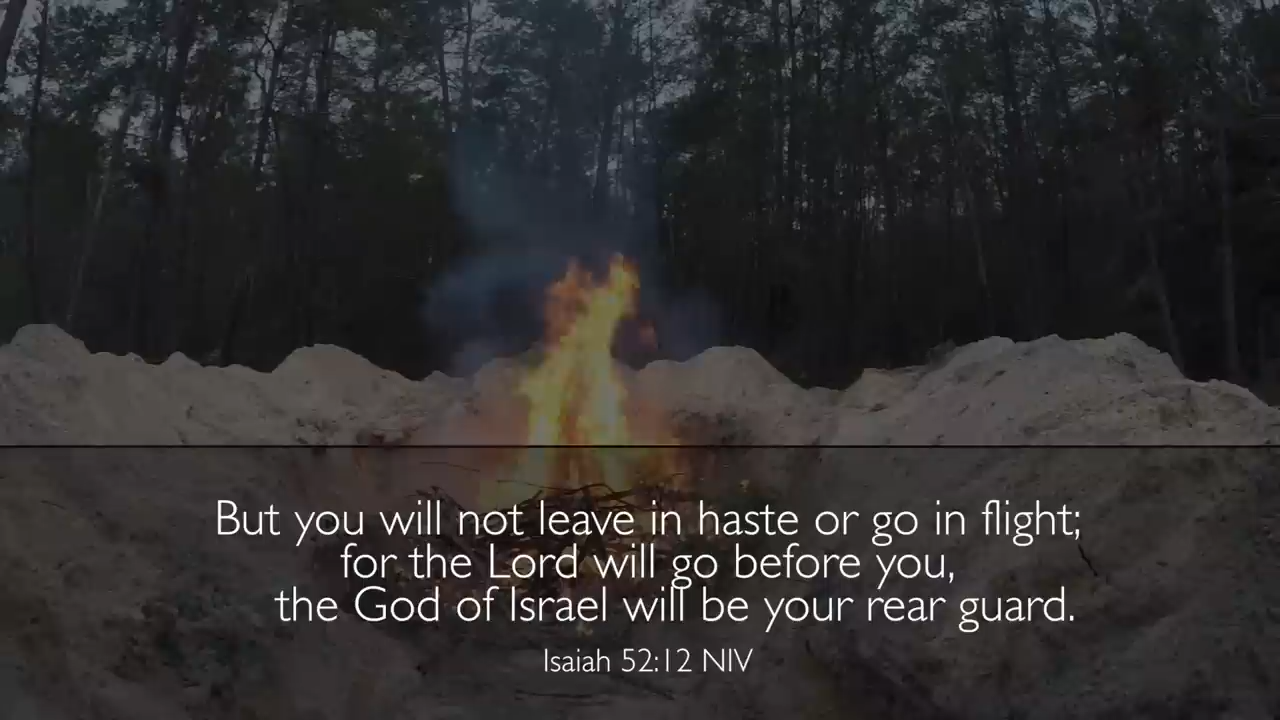 But you will not leave in haste or go in flight;
for the Lord will go before you,
the God of Israel will be your rear guard.
Isaiah 52:12 NIV